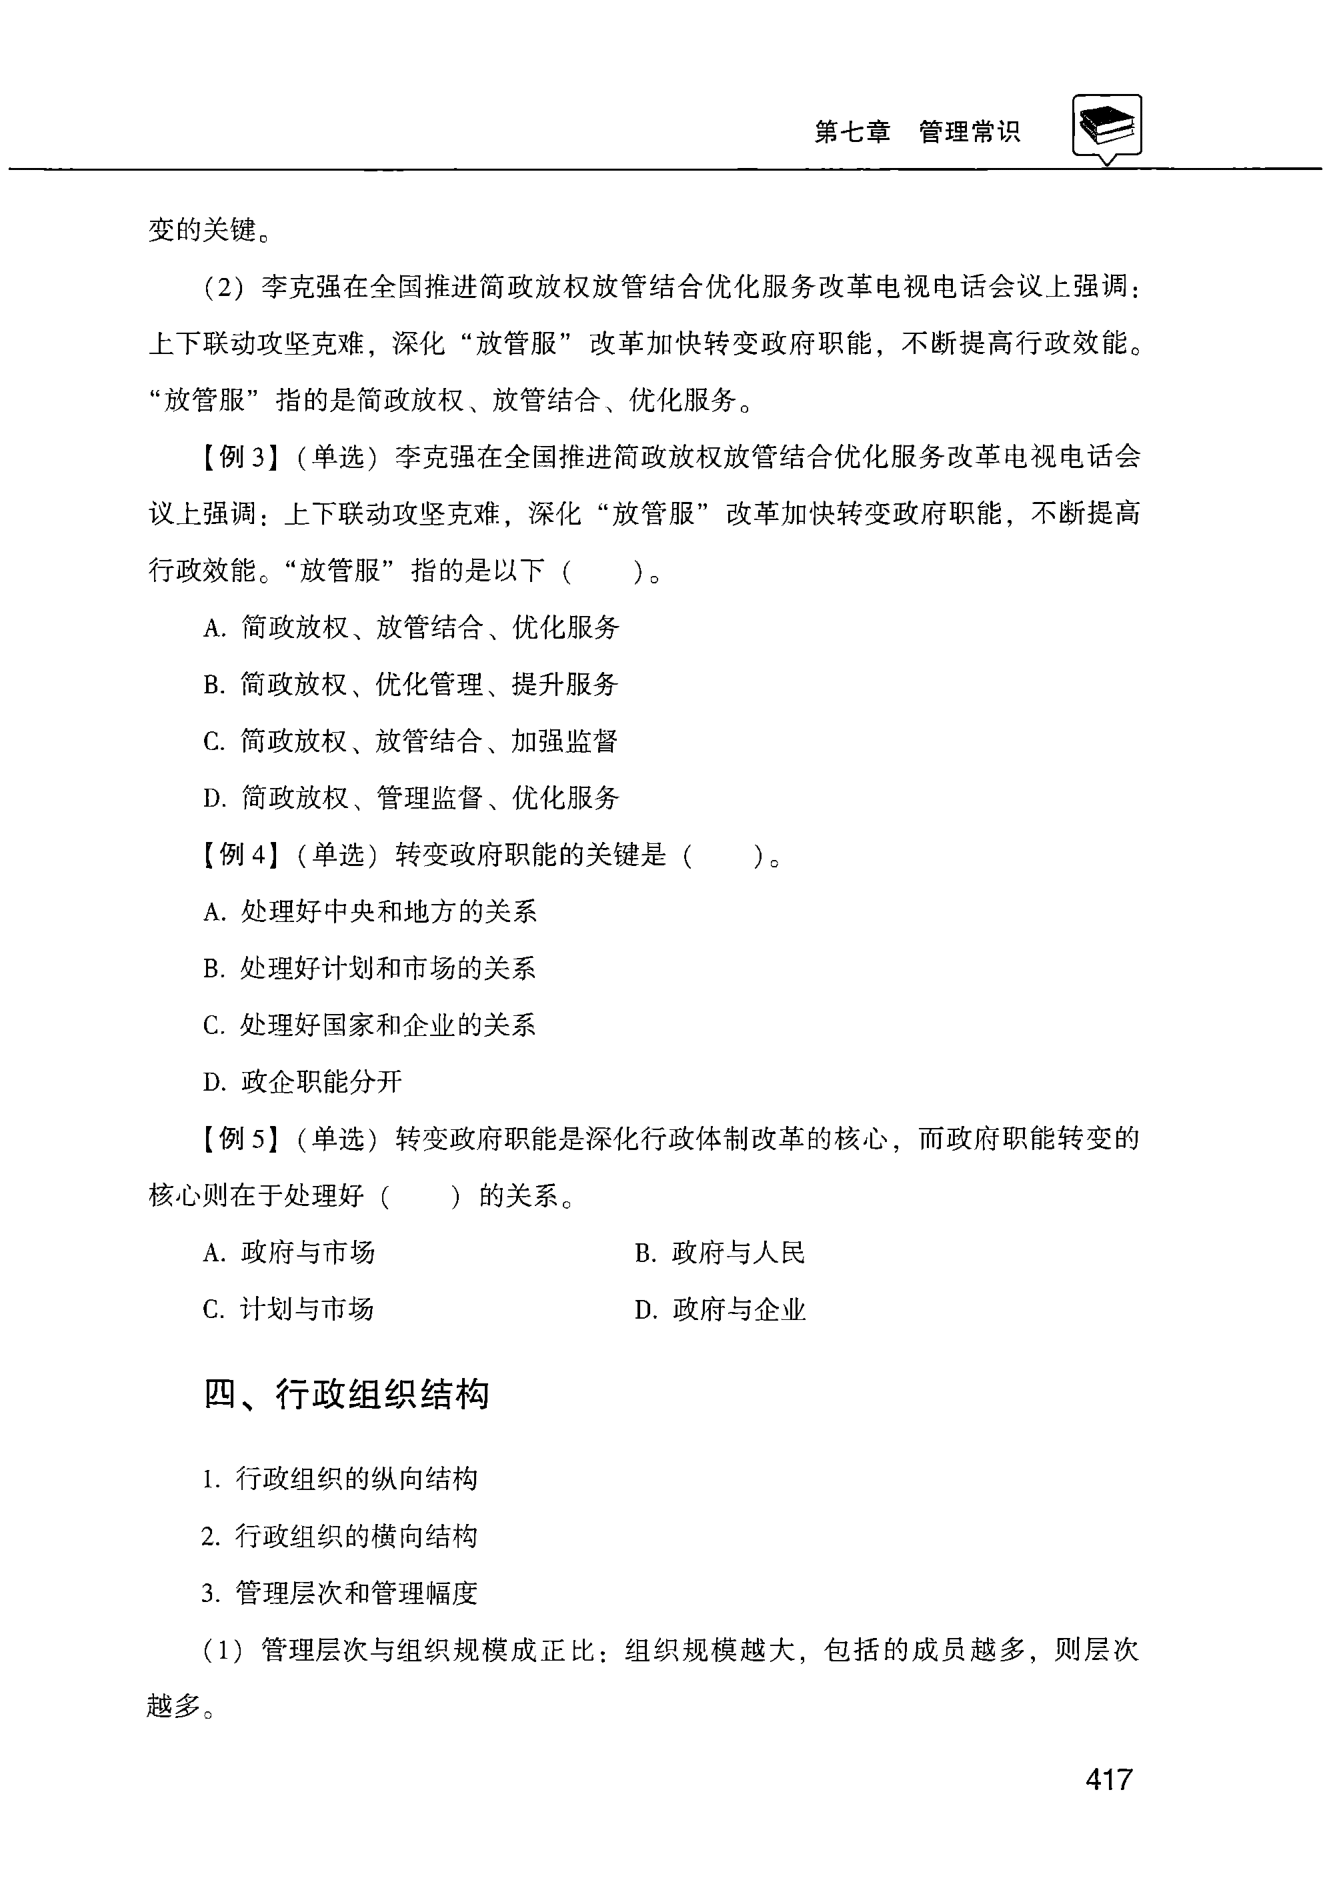 第七章 管理常识
变的关键。
（2）李克强在全国推进简政放权放管结合优化服务改革电视电话会议上强调：
上下联动攻坚克难，深化“放管服”改革加快转变政府职能，不断提高行政效能。
“放管服”指的是简政放权、放管结合、优化服务。
【例3】（单选）李克强在全国推进简政放权放管结合优化服务改革电视电话会
议上强调：上下联动攻坚克难，深化“放管服”改革加快转变政府职能，不断提高
行政效能。“放管服”指的是以下（　　）。
A. 简政放权、放管结合、优化服务
B. 简政放权、优化管理、提升服务
C. 简政放权、放管结合、加强监督
D. 简政放权、管理监督、优化服务
【例4】（单选）转变政府职能的关键是（　　）。
A. 处理好中央和地方的关系
B. 处理好计划和市场的关系
C. 处理好国家和企业的关系
D. 政企职能分开
【例5】（单选）转变政府职能是深化行政体制改革的核心，而政府职能转变的
核心则在于处理好（　　）的关系。
A. 政府与市场　　B. 政府与人民
C. 计划与市场　　D. 政府与企业
四、行政组织结构
1. 行政组织的纵向结构
2. 行政组织的横向结构
3. 管理层次和管理幅度
（1）管理层次与组织规模成正比：组织规模越大，包括的成员越多，则层次
越多。
417